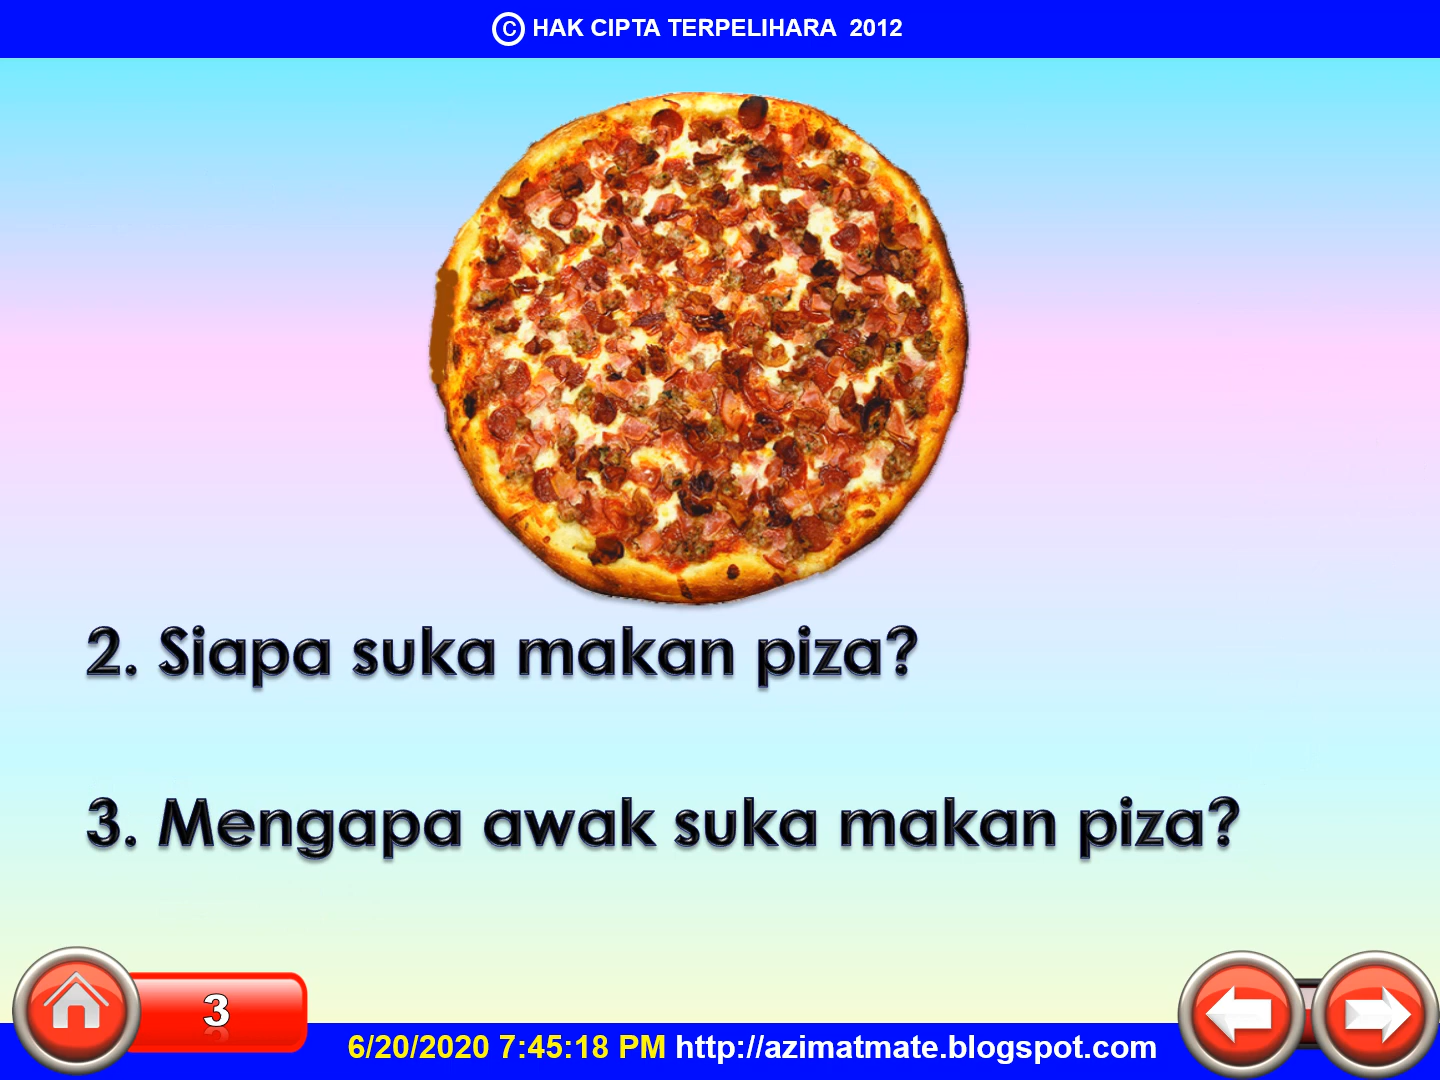 © HAK CIPTA TERPELIHARA 2012
2. Siapa suka makan piza?
3. Mengapa awak suka makan piza?
3
6/20/2020 7:45:18 PM http://azimatmate.blogspot.com